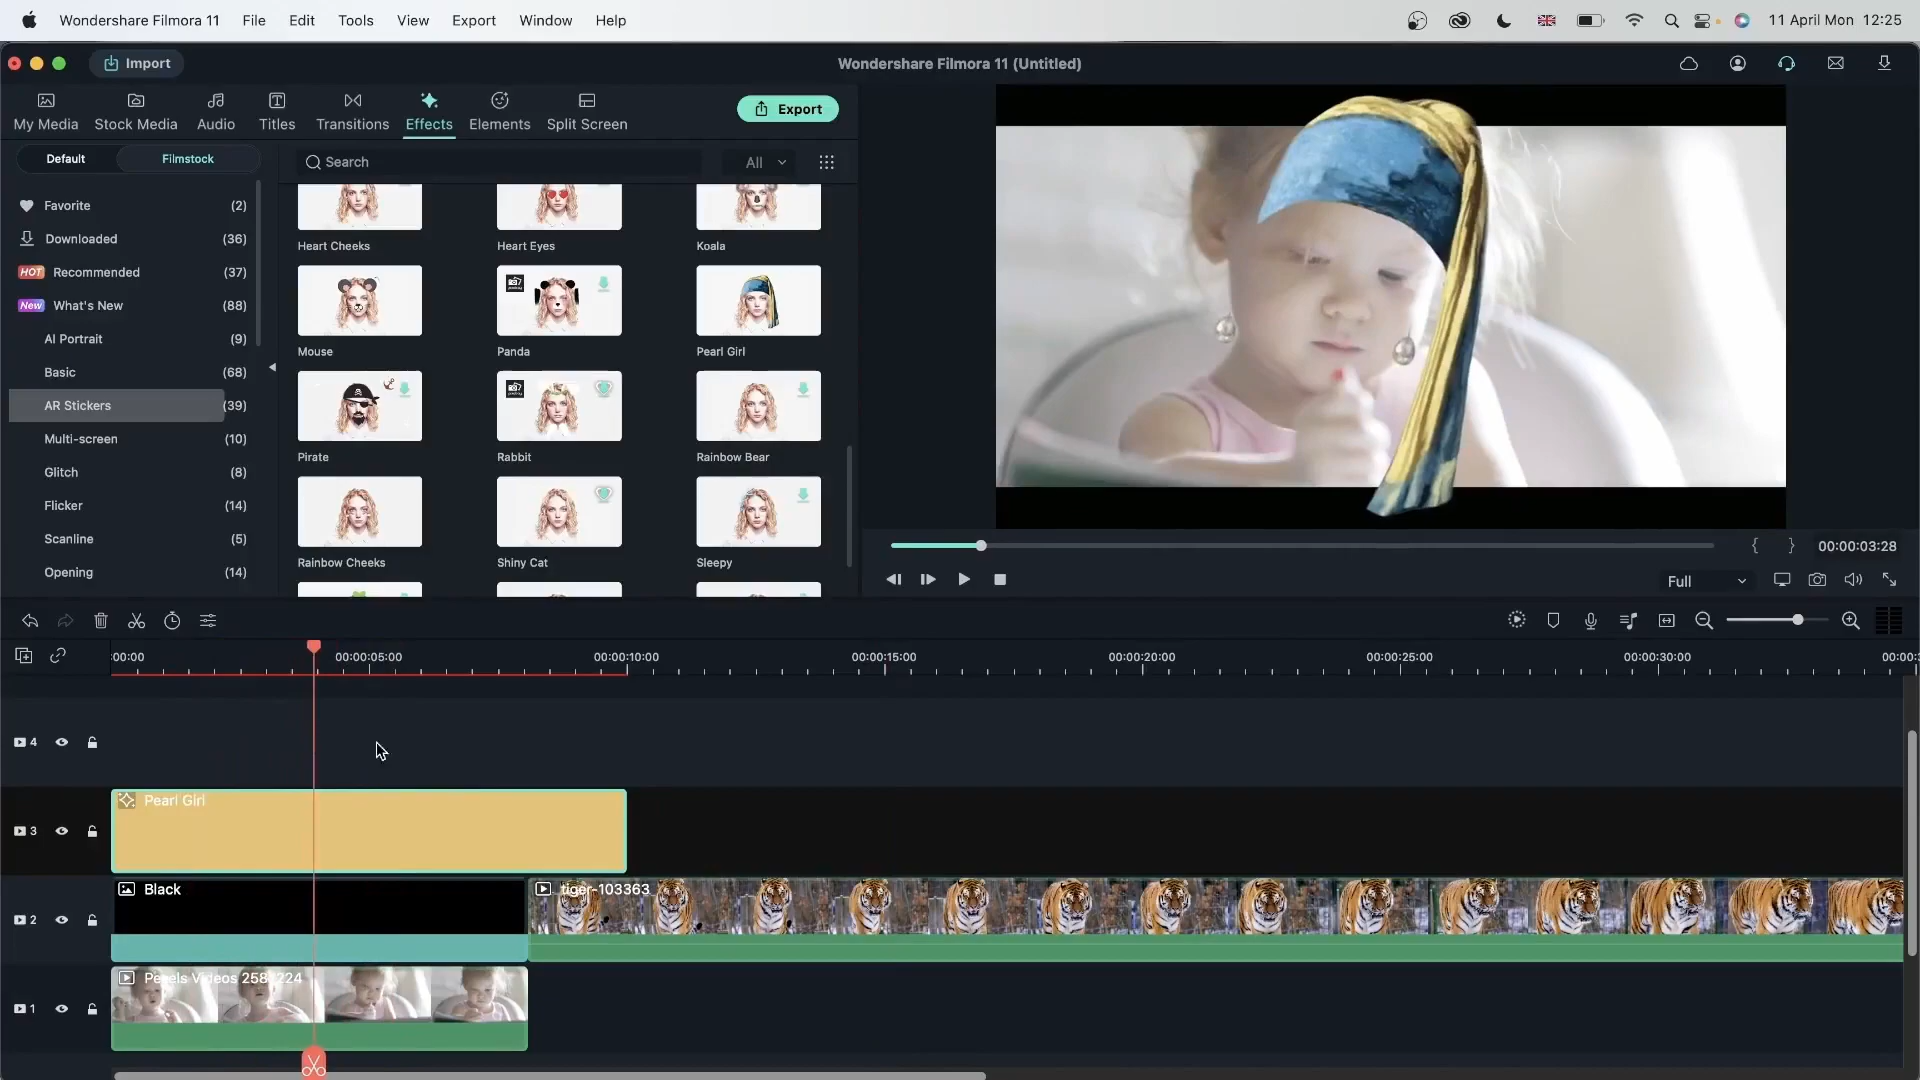 Wondershare Filmora 11 File Edit Tools View Export Window Help 11 April Mon 12:25
Import Wondershare Filmora 11 (Untitled)
My Media Stock Media Audio Titles Transitions Effects Elements Split Screen Export
Default Filmstock Search All
Favorite (2)
Downloaded (36)
HOT Recommended (37)
New What's New (88)
AI Portrait (9)
Basic (68)
AR Stickers (39)
Multi-screen (10)
Glitch (8)
Flicker (14)
Scanline (5)
Opening (14)
Heart Cheeks Heart Eyes Koala
Mouse Panda Pearl Girl
Pirate Rabbit Rainbow Bear
Rainbow Cheeks Shiny Cat Sleepy
{ } 00:00:03:28
Full
:00:00 00:00:05:00 00:00:10:00 00:00:15:00 00:00:20:00 00:00:25:00 00:00:30:00 00:00:3
4
3 Pearl Girl
2 Black tiger-103363
1 Pexels Videos 258 224